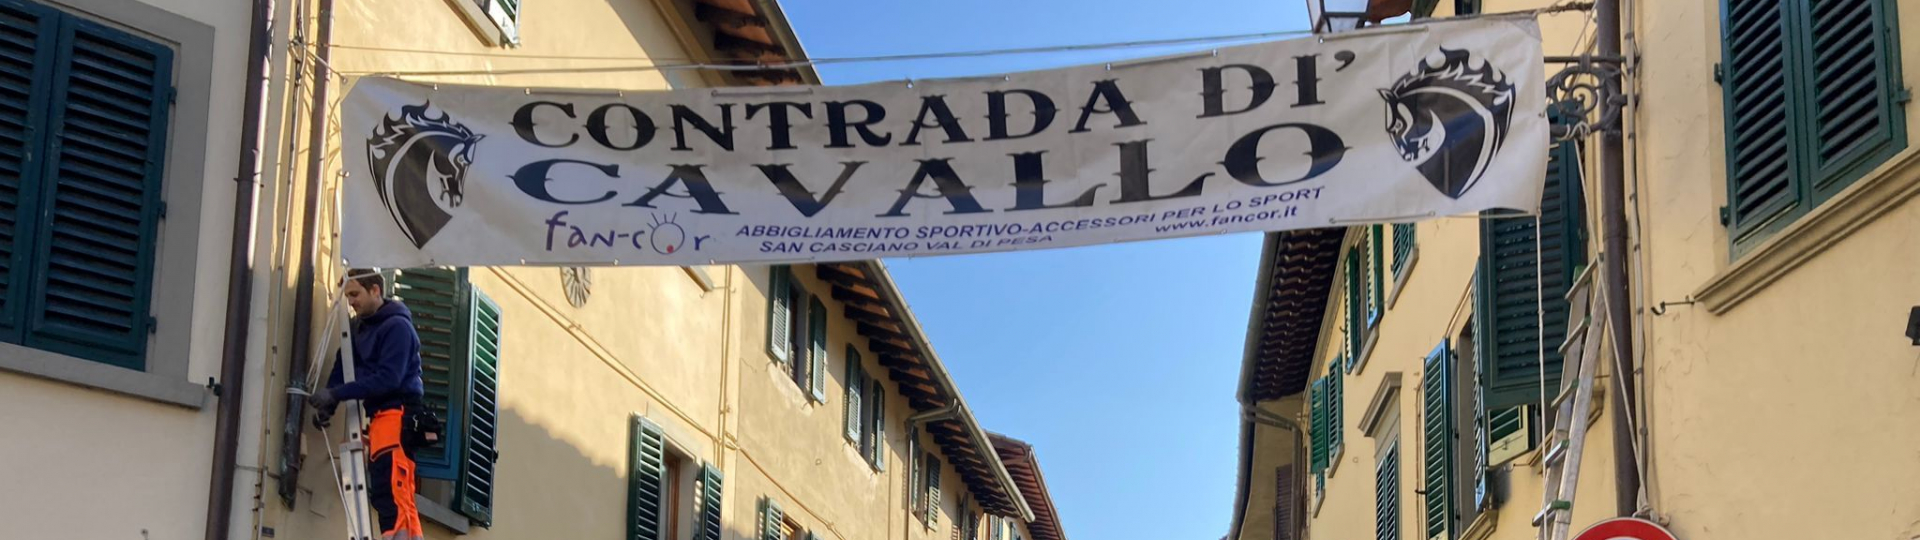 CONTRADA DI'
CAVALLO
fan-cor
ABBIGLIAMENTO SPORTIVO-ACCESSORI PER LO SPORT
SAN CASCIANO VAL DI PESA www.fancor.it